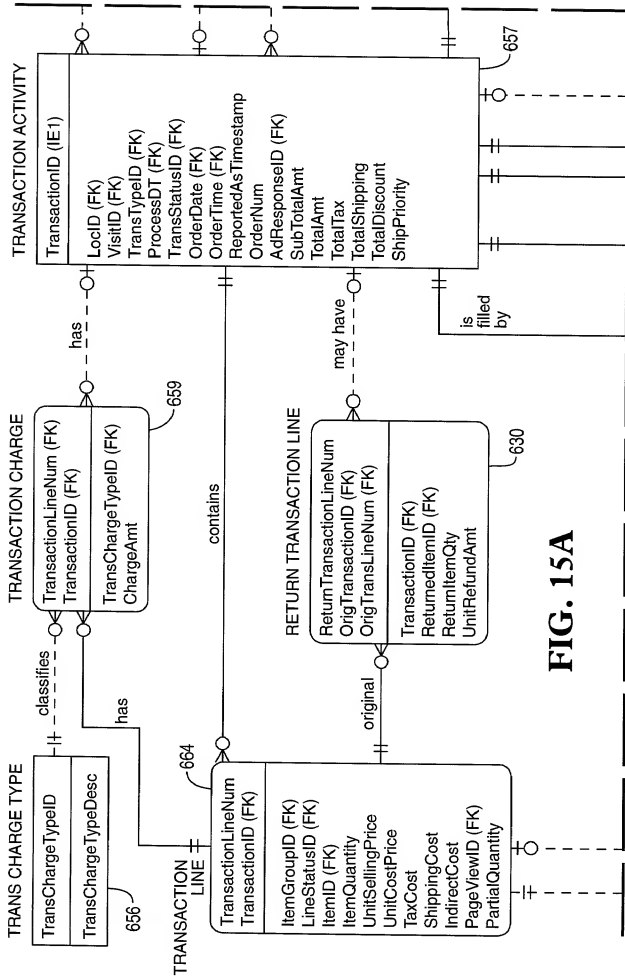 TRANS CHARGE TYPE
TransChargeTypeID
TransChargeTypeDesc
656
classifies
has
TRANSACTION CHARGE
TransactionLineNum (FK)
TransactionID (FK)
TransChargeTypeID (FK)
ChargeAmt
659
has
TRANSACTION ACTIVITY
TransactionID (IE1)
LocID (FK)
VisitID (FK)
TransTypeID (FK)
ProcessDT (FK)
TransStatusID (FK)
OrderDate (FK)
OrderTime (FK)
ReportedAsTimestamp
OrderNum
AdResponseID (FK)
SubTotalAmt
TotalAmt
TotalTax
TotalShipping
TotalDiscount
ShipPriority
657
TRANSACTION
LINE
664
TransactionLineNum
TransactionID (FK)
ItemGroupID (FK)
LineStatusID (FK)
ItemID (FK)
ItemQuantity
UnitSellingPrice
UnitCostPrice
TaxCost
ShippingCost
IndirectCost
PageViewID (FK)
PartialQuantity
contains
original
RETURN TRANSACTION LINE
ReturnTransactionLineNum
OrigTransactionID (FK)
OrigTransLineNum (FK)
TransactionID (FK)
ReturnedItemID (FK)
ReturnItemQty
UnitRefundAmt
630
may have
is
filled
by
FIG. 15A